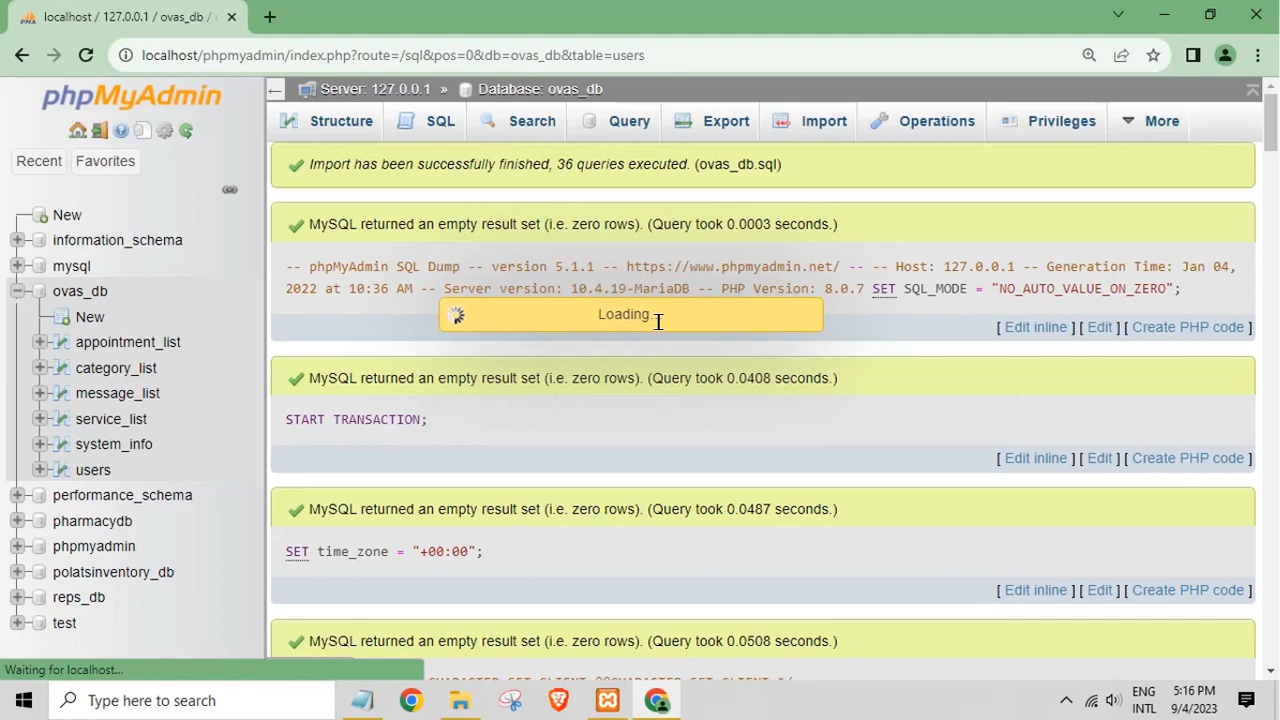 localhost / 127.0.0.1 / ovas_db /
localhost/phpmyadmin/index.php?route=/sql&pos=0&db=ovas_db&table=users
phpMyAdmin
Recent
Favorites
New
information_schema
mysql
ovas_db
New
appointment_list
category_list
message_list
service_list
system_info
users
performance_schema
pharmacydb
phpmyadmin
polatsinventory_db
reps_db
test
Server: 127.0.0.1 » Database: ovas_db
Structure SQL Search Query Export Import Operations Privileges More
Import has been successfully finished, 36 queries executed. (ovas_db.sql)
MySQL returned an empty result set (i.e. zero rows). (Query took 0.0003 seconds.)
-- phpMyAdmin SQL Dump -- version 5.1.1 -- https://www.phpmyadmin.net/ -- -- Host: 127.0.0.1 -- Generation Time: Jan 04,
2022 at 10:36 AM -- Server version: 10.4.19-MariaDB -- PHP Version: 8.0.7 SET SQL_MODE = "NO_AUTO_VALUE_ON_ZERO";
Loading…
[ Edit inline ] [ Edit ] [ Create PHP code ]
MySQL returned an empty result set (i.e. zero rows). (Query took 0.0408 seconds.)
START TRANSACTION;
[ Edit inline ] [ Edit ] [ Create PHP code ]
MySQL returned an empty result set (i.e. zero rows). (Query took 0.0487 seconds.)
SET time_zone = "+00:00";
[ Edit inline ] [ Edit ] [ Create PHP code ]
MySQL returned an empty result set (i.e. zero rows). (Query took 0.0508 seconds.)
Waiting for localhost...
Type here to search
ENG
INTL
5:16 PM
9/4/2023